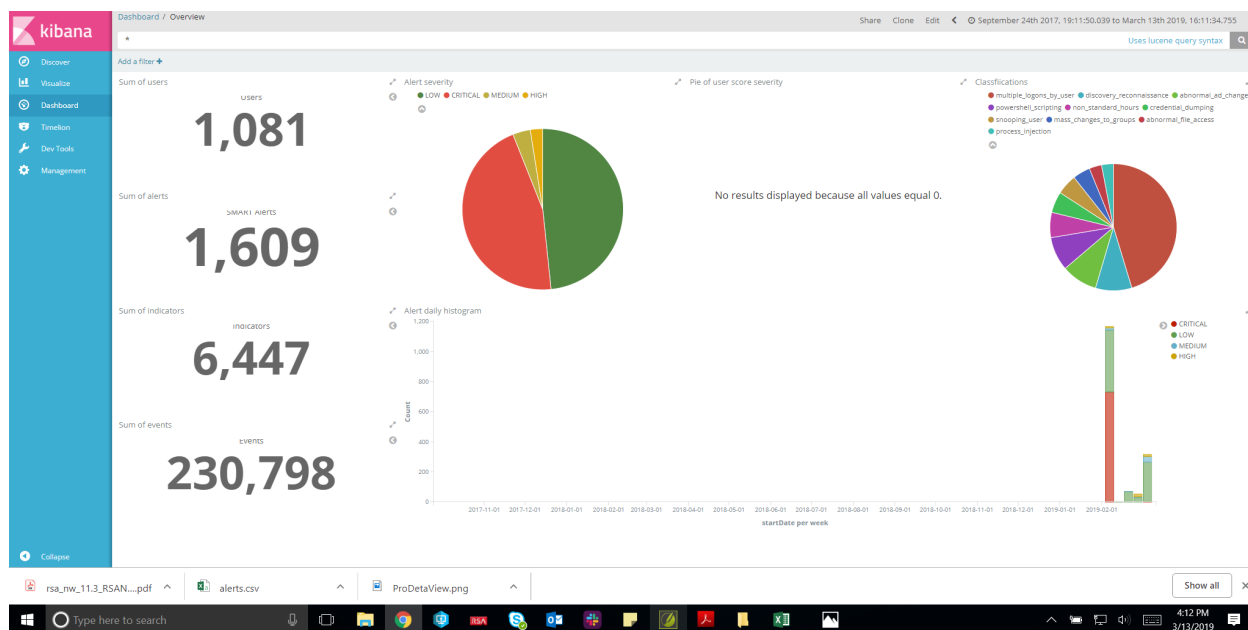 kibana
Discover
Visualize
Dashboard
Timelion
Dev Tools
Management
Collapse
Dashboard / Overview
Share Clone Edit September 24th 2017, 19:11:50.039 to March 13th 2019, 16:11:34.755
*
Uses lucene query syntax
Add a filter +
Sum of users
Users
1,081
Sum of alerts
SMART Alerts
1,609
Sum of indicators
Indicators
6,447
Sum of events
Events
230,798
Alert severity
LOW CRITICAL MEDIUM HIGH
Pie of user score severity
No results displayed because all values equal 0.
Classfiications
multiple_logons_by_user discovery_reconnaissance abnormal_ad_change
powershell_scripting non_standard_hours credential_dumping
snooping_user mass_changes_to_groups abnormal_file_access
process_injection
Alert daily histogram
1,200
1,000
800
600
400
200
0
Count
2017-11-01 2017-12-01 2018-01-01 2018-02-01 2018-03-01 2018-04-01 2018-05-01 2018-06-01 2018-07-01 2018-08-01 2018-09-01 2018-10-01 2018-11-01 2018-12-01 2019-01-01 2019-02-01
startDate per week
CRITICAL
LOW
MEDIUM
HIGH
rsa_nw_11.3_RSAN....pdf
alerts.csv
ProDetaView.png
Show all
Type here to search
RSA
4:12 PM
3/13/2019